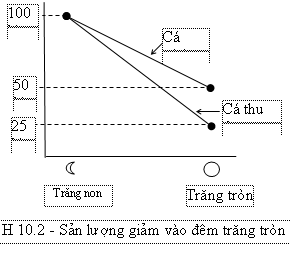 100
Cá
50
Cá thu
25
Trăng non
Trăng tròn
H 10.2 - Sản lượng giảm vào đêm trăng tròn